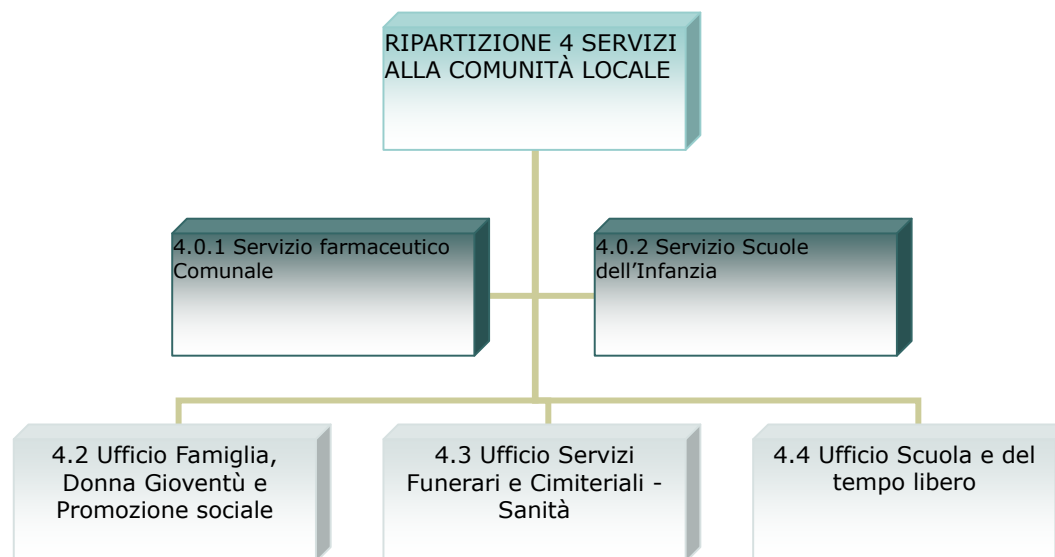 RIPARTIZIONE 4 SERVIZI
ALLA COMUNITÀ LOCALE
4.0.1 Servizio farmaceutico
Comunale
4.0.2 Servizio Scuole
dell’Infanzia
4.2 Ufficio Famiglia,
Donna Gioventù e
Promozione sociale
4.3 Ufficio Servizi
Funerari e Cimiteriali -
Sanità
4.4 Ufficio Scuola e del
tempo libero